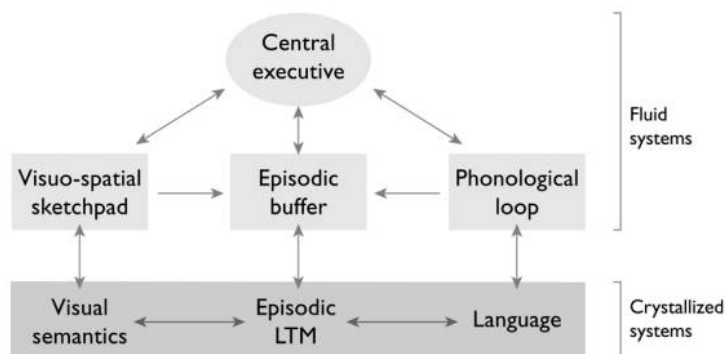 Central
executive
Fluid
systems
Visuo-spatial
sketchpad
Episodic
buffer
Phonological
loop
Visual
semantics
Episodic
LTM
Language
Crystallized
systems